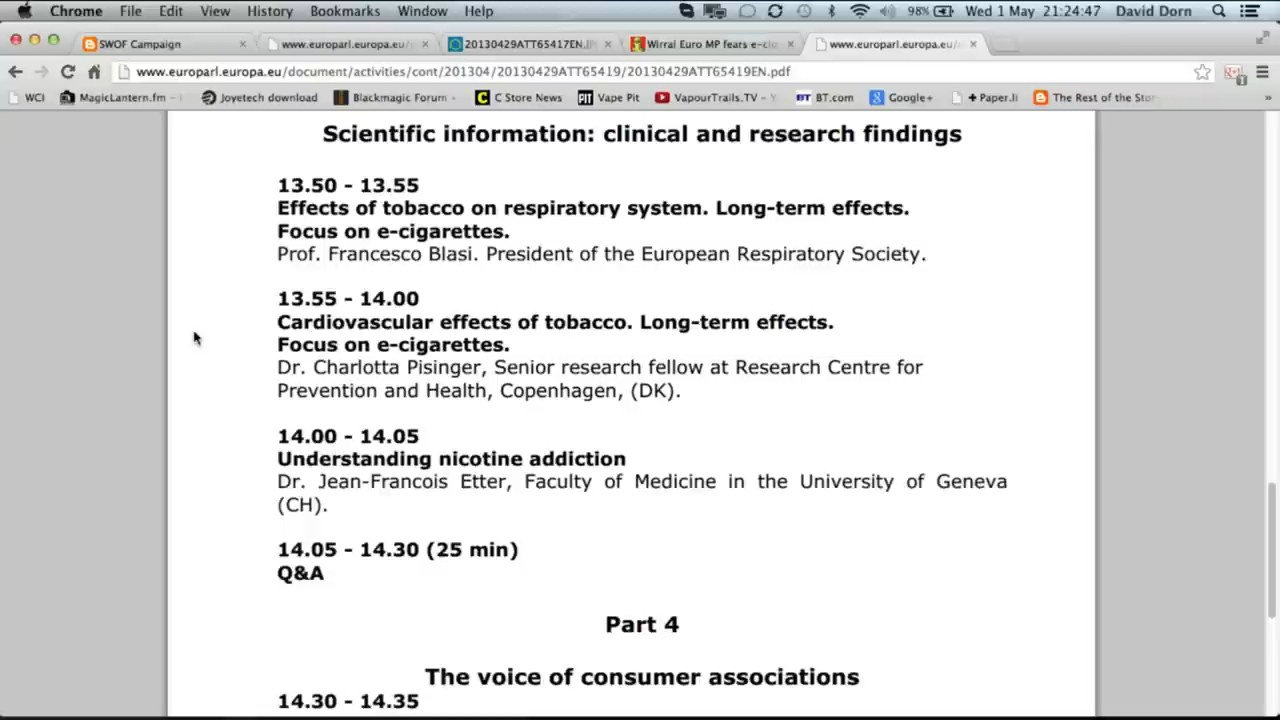 Chrome File Edit View History Bookmarks Window Help 98% Wed 1 May 21:24:47 David Dorn
SWOF Campaign www.europarl.europa.eu/ 20130429ATT65417EN. Wirral Euro MP fears e-ci www.europarl.europa.eu/
www.europarl.europa.eu/document/activities/cont/201304/20130429ATT65419/20130429ATT65419EN.pdf
WCI MagicLantern.fm - Joyetech download Blackmagic Forum C C Store News PIT Vape Pit VapourTrails.TV - BT BT.com g Google+ + Paper.li The Rest of the Stor »
Scientific information: clinical and research findings
13.50 - 13.55
Effects of tobacco on respiratory system. Long-term effects.
Focus on e-cigarettes.
Prof. Francesco Blasi. President of the European Respiratory Society.
13.55 - 14.00
Cardiovascular effects of tobacco. Long-term effects.
Focus on e-cigarettes.
Dr. Charlotta Pisinger, Senior research fellow at Research Centre for
Prevention and Health, Copenhagen, (DK).
14.00 - 14.05
Understanding nicotine addiction
Dr. Jean-Francois Etter, Faculty of Medicine in the University of Geneva
(CH).
14.05 - 14.30 (25 min)
Q&A
Part 4
The voice of consumer associations
14.30 - 14.35